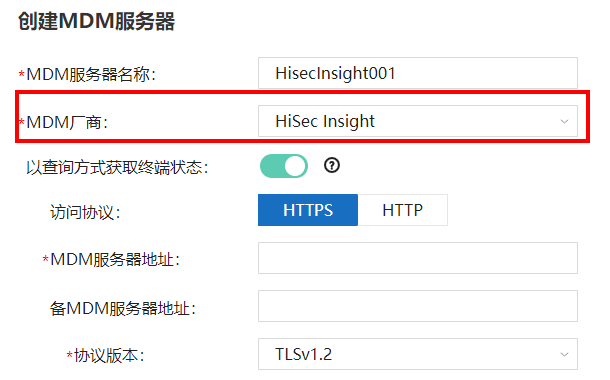 创建MDM服务器
*MDM服务器名称： HisecInsight001
*MDM厂商： HiSec Insight
以查询方式获取终端状态： ?
访问协议： HTTPS HTTP
*MDM服务器地址：
备MDM服务器地址：
*协议版本： TLSv1.2